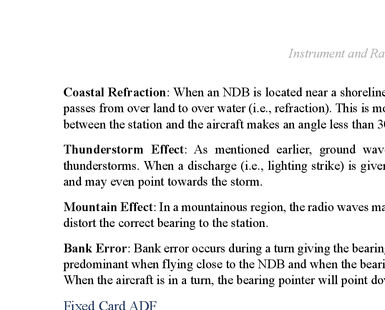 Instrument and Ra
Coastal Refraction: When an NDB is located near a shoreline
passes from over land to over water (i.e., refraction). This is mo
between the station and the aircraft makes an angle less than 30
Thunderstorm Effect: As mentioned earlier, ground wav
thunderstorms. When a discharge (i.e., lighting strike) is given
and may even point towards the storm.
Mountain Effect: In a mountainous region, the radio waves ma
distort the correct bearing to the station.
Bank Error: Bank error occurs during a turn giving the bearing
predominant when flying close to the NDB and when the beari
When the aircraft is in a turn, the bearing pointer will point do
Fixed Card ADF